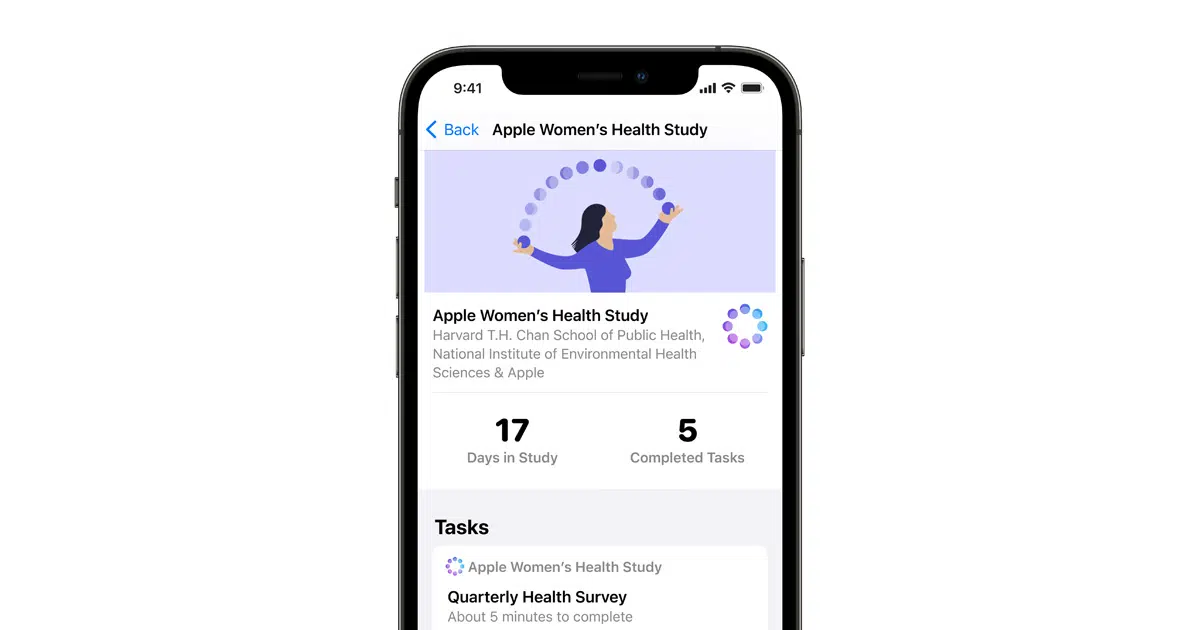 9:41
Back Apple Women’s Health Study
Apple Women’s Health Study
Harvard T.H. Chan School of Public Health,
National Institute of Environmental Health
Sciences & Apple
17 5
Days in Study Completed Tasks
Tasks
Apple Women’s Health Study
Quarterly Health Survey
About 5 minutes to complete